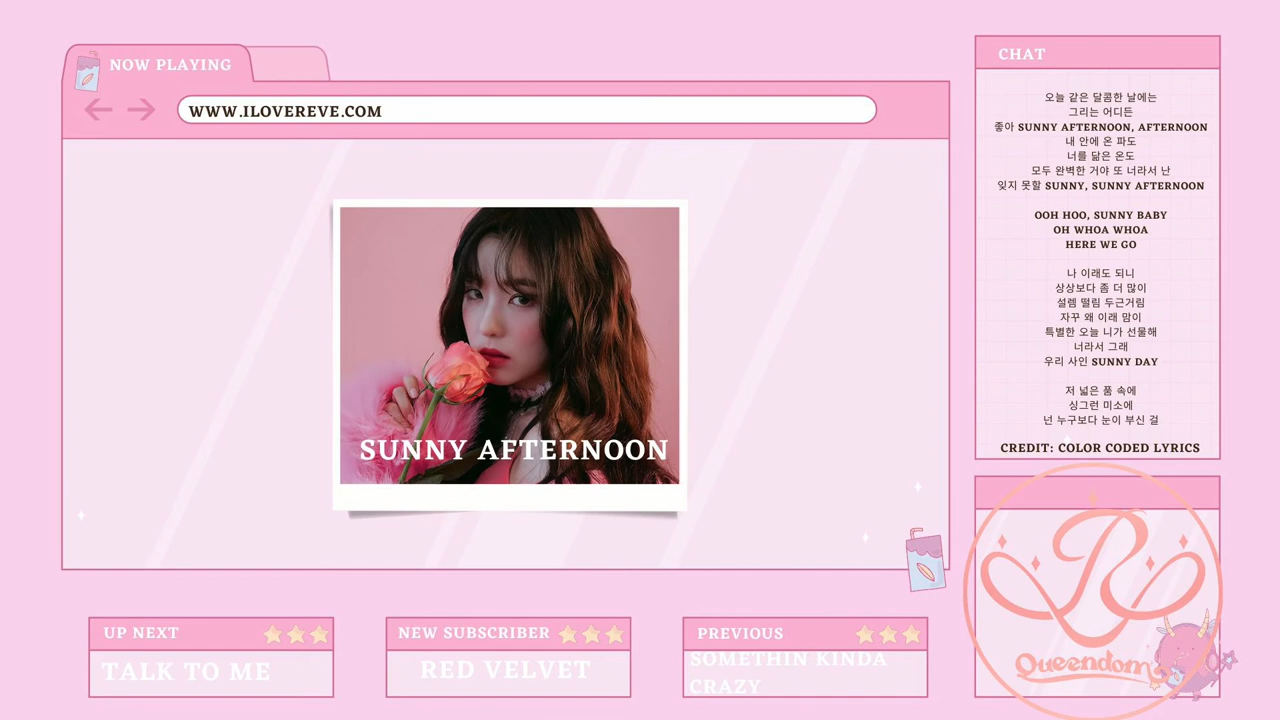 NOW PLAYING
WWW.ILOVEREVE.COM
SUNNY AFTERNOON
CHAT
오늘 같은 달콤한 날에는
그리는 어디든
좋아 SUNNY AFTERNOON, AFTERNOON
내 안에 온 파도
너를 닮은 온도
모두 완벽한 거야 또 너라서 난
잊지 못할 SUNNY, SUNNY AFTERNOON
OOH HOO, SUNNY BABY
OH WHOA WHOA
HERE WE GO
나 이래도 되니
상상보다 좀 더 많이
설렘 떨림 두근거림
자꾸 왜 이래 맘이
특별한 오늘 니가 선물해
너라서 그래
우리 사인 SUNNY DAY
저 넓은 품 속에
싱그런 미소에
넌 누구보다 눈이 부신 걸
CREDIT: COLOR CODED LYRICS
UP NEXT
TALK TO ME
NEW SUBSCRIBER
RED VELVET
PREVIOUS
SOMETHIN KINDA
CRAZY
R
Queendom